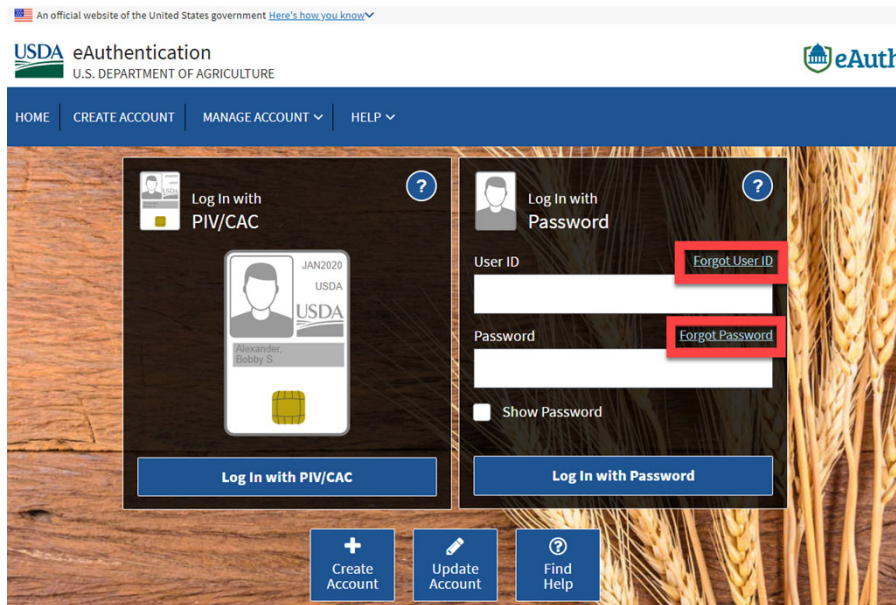 An official website of the United States government Here's how you know
USDA eAuthentication
U.S. DEPARTMENT OF AGRICULTURE
eAuth
HOME CREATE ACCOUNT MANAGE ACCOUNT HELP
Log In with
PIV/CAC
?
JAN2020
USDA
USDA
Alexander,
Bobby S.
Log In with PIV/CAC
Log In with
Password
?
User ID Forgot User ID
Password Forgot Password
Show Password
Log In with Password
Create
Account
Update
Account
?
Find
Help